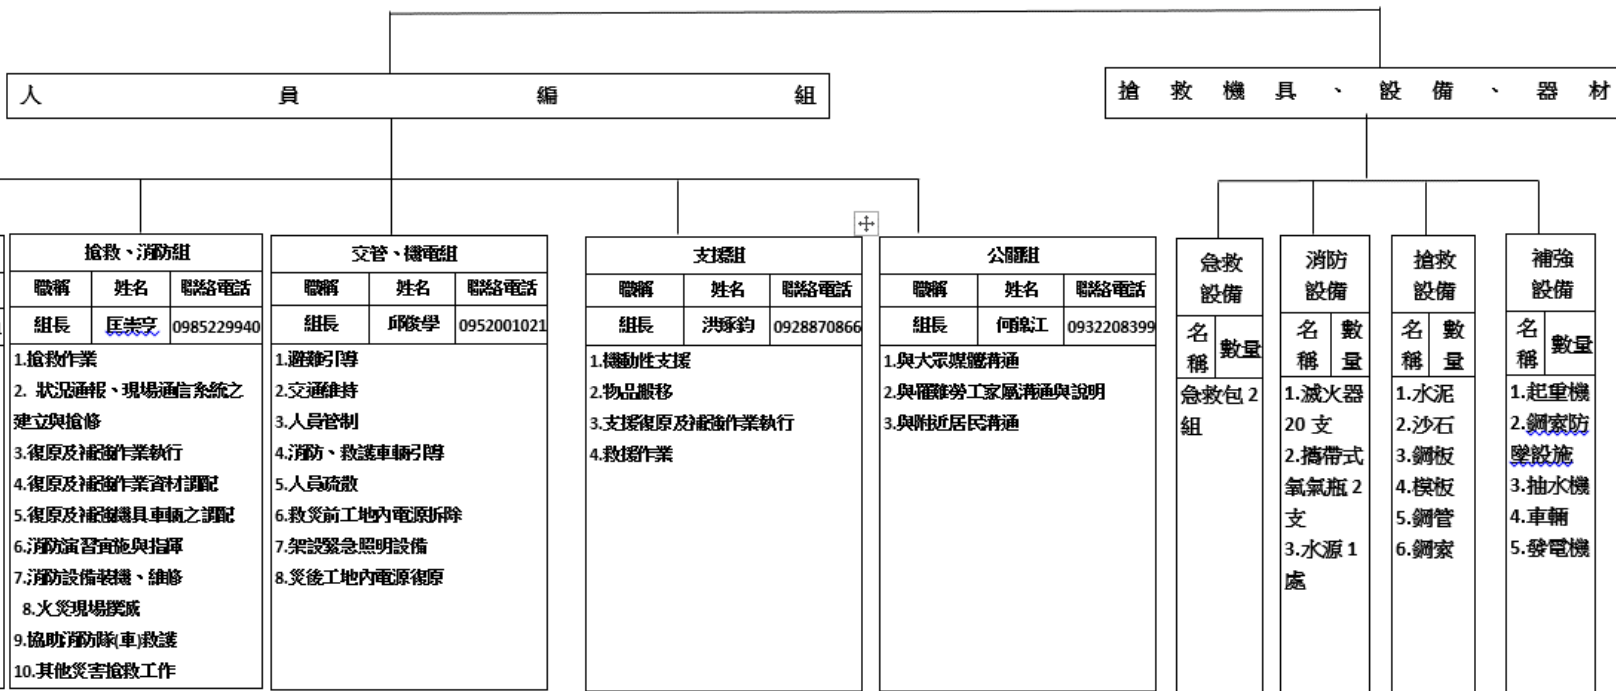 人員編組
搶救機具、設備、器材
搶救、消防組
職稱 姓名 聯絡電話
組長 匡崇亨 0985229940
1.搶救作業
2. 狀況通報、現場通信系統之
建立與搶修
3.復原及補強作業執行
4.復原及補強作業資材調配
5.復原及補強機具車輛之調配
6.消防演習實施與指揮
7.消防設備裝機、維修
8.火災現場撲滅
9.協助消防隊(車)救護
10.其他災害搶救工作
交管、機電組
職稱 姓名 聯絡電話
組長 邱俊學 0952001021
1.避難引導
2.交通維持
3.人員管制
4.消防、救護車輛引導
5.人員疏散
6.救災前工地內電源拆除
7.架設緊急照明設備
8.災後工地內電源復原
支援組
職稱 姓名 聯絡電話
組長 洪琢鈞 0928870866
1.機動性支援
2.物品搬移
3.支援復原及補強作業執行
4.救援作業
公關組
職稱 姓名 聯絡電話
組長 何錦江 0932208399
1.與大眾媒體溝通
2.與罹難勞工家屬溝通與說明
3.與附近居民溝通
急救
設備
名稱 數量
急救包 2
組
消防
設備
名稱 數量
1.滅火器
20 支
2.攜帶式
氧氣瓶 2
支
3.水源 1
處
搶救
設備
名稱 數量
1.水泥
2.沙石
3.鋼板
4.模板
5.鋼管
6.鋼索
補強
設備
名稱 數量
1.起重機
2.鋼索防
墜設施
3.抽水機
4.車輛
5.發電機